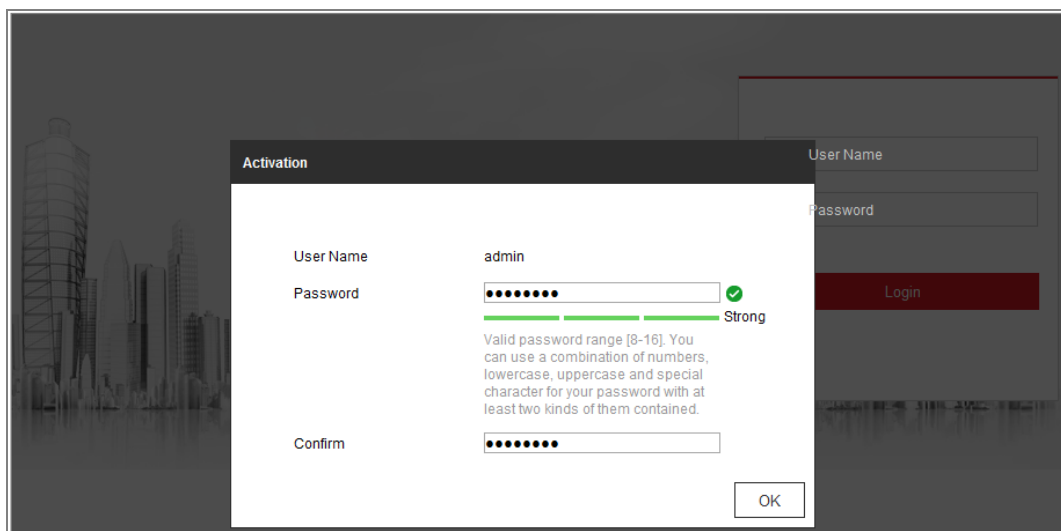 Activation
User Name
Password
Login
User Name admin
Password ●●●●●●●●
Strong
Valid password range [8-16]. You
can use a combination of numbers,
lowercase, uppercase and special
character for your password with at
least two kinds of them contained.
Confirm ●●●●●●●●
OK